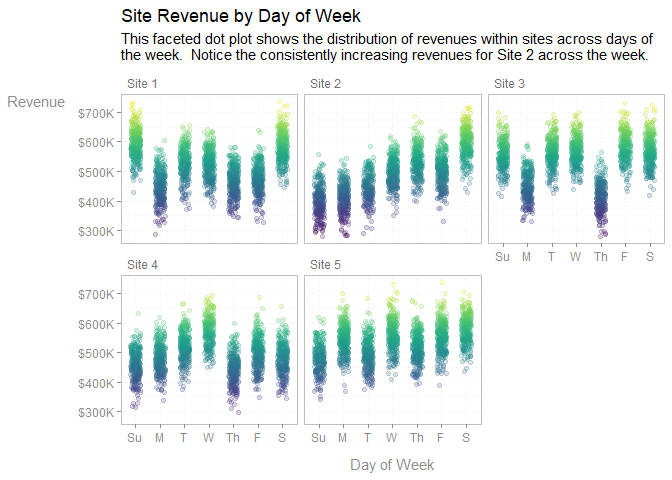 Site Revenue by Day of Week
This faceted dot plot shows the distribution of revenues within sites across days of
the week.  Notice the consistently increasing revenues for Site 2 across the week.
Revenue
Site 1
Site 2
Site 3
$700K
$600K
$500K
$400K
$300K
Su M T W Th F S
Site 4
Site 5
$700K
$600K
$500K
$400K
$300K
Su M T W Th F S
Su M T W Th F S
Day of Week